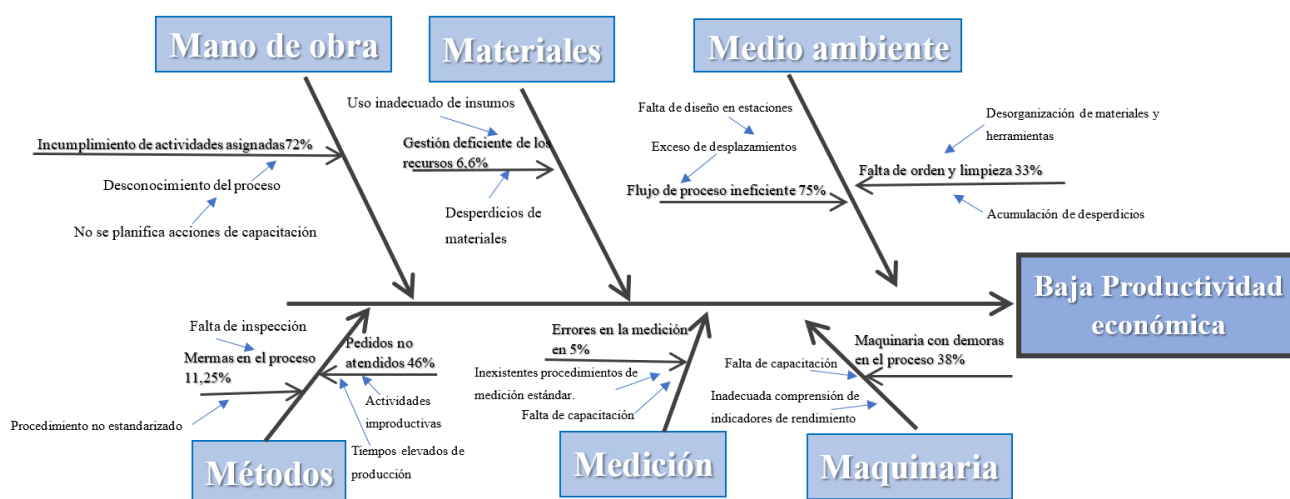 Mano de obra
Materiales
Medio ambiente
Uso inadecuado de insumos
Falta de diseño en estaciones
Desorganización de materiales y
herramientas
Incumplimiento de actividades asignadas72%
Gestión deficiente de los
recursos 6,6%
Exceso de desplazamientos
Falta de orden y limpieza 33%
Desconocimiento del proceso
Flujo de proceso ineficiente 75%
No se planifica acciones de capacitación
Desperdicios de
materiales
Acumulación de desperdicios
Baja Productividad
económica
Falta de inspección
Mermas en el proceso
11,25%
Pedidos no
atendidos 46%
Errores en la medición
en 5%
Maquinaria con demoras
en el proceso 38%
Falta de capacitación
Inexistentes procedimientos de
medición estándar.
Inadecuada comprensión de
indicadores de rendimiento
Procedimiento no estandarizado
Actividades
improductivas
Falta de capacitación
Tiempos elevados de
producción
Métodos
Medición
Maquinaria